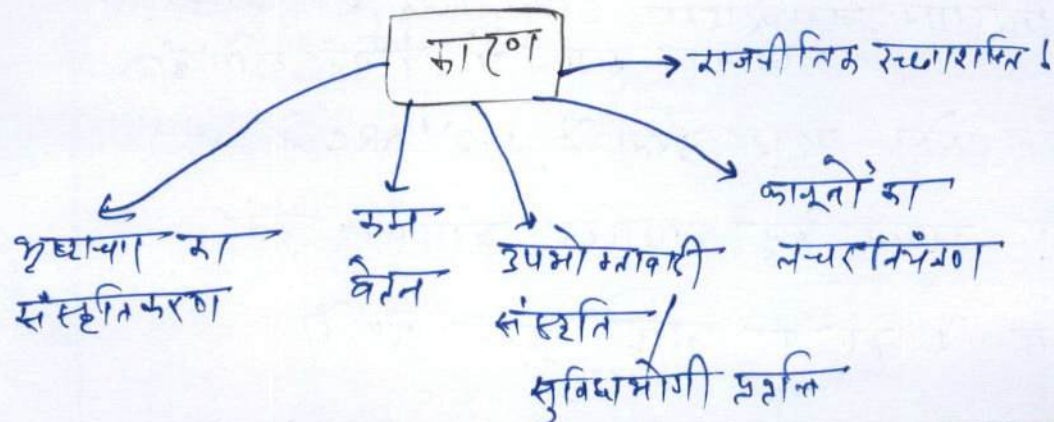 कारण
राजनीतिक इच्छाशक्ति ↓
भ्रष्टाचार का
संस्कृतिकरण
कम
वेतन
उपभोक्तावादी
संस्कृति /
सुविधाभोगी प्रवृत्ति
कानूनों का
लचर नियंत्रण